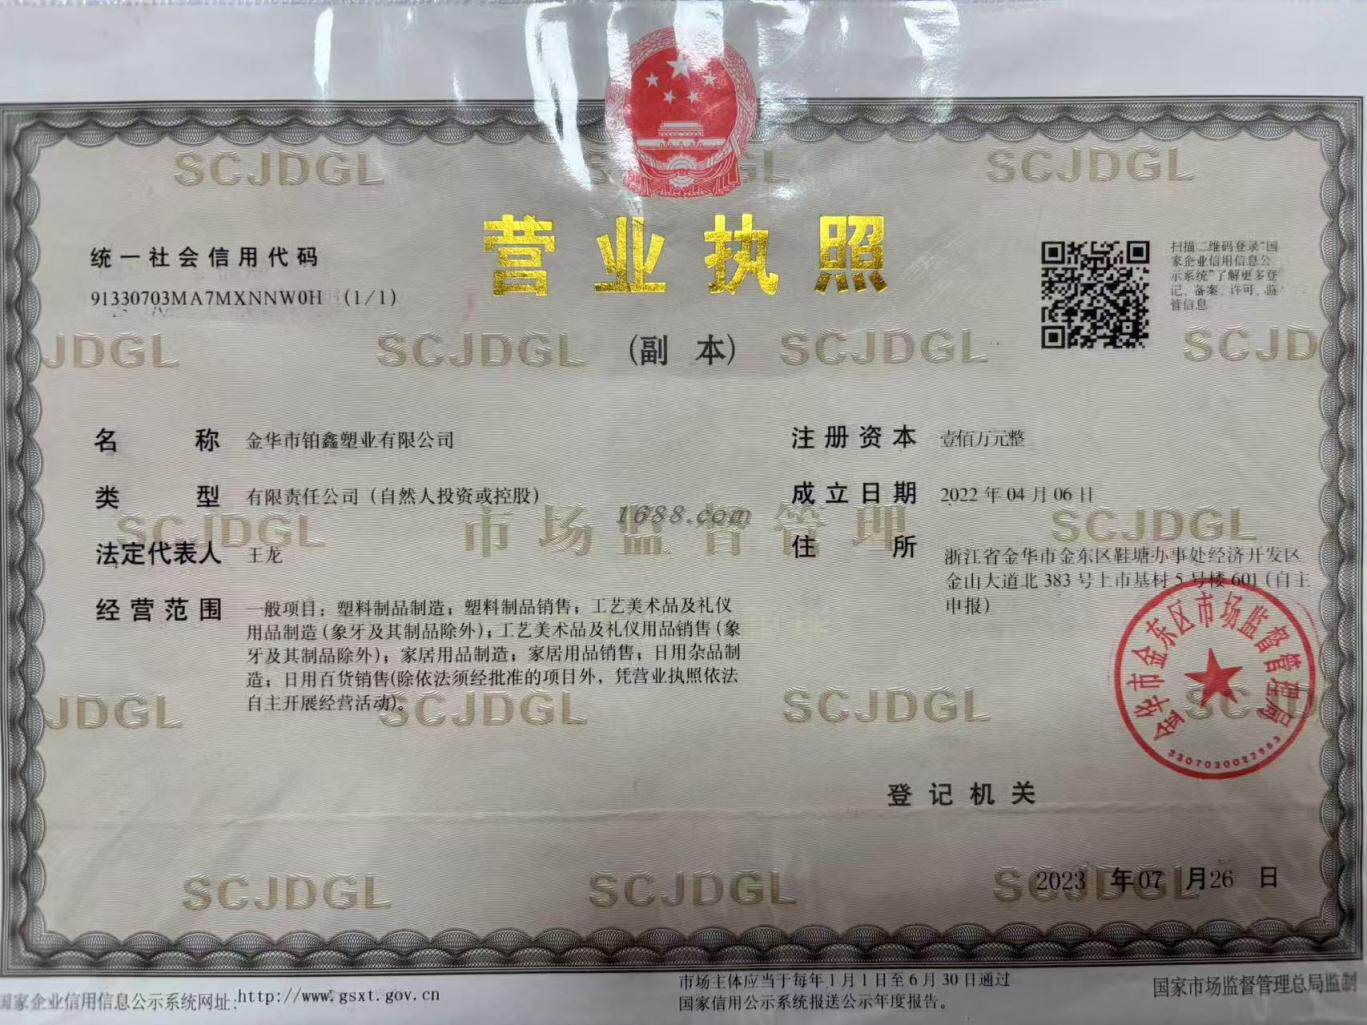 SCJDGL
SCJDGL
营业执照
(副 本)
统一社会信用代码
91330703MA7MXNNW0H (1/1)
扫描二维码登录“国
家企业信用信息公
示系统”了解更多登
记、备案、许可、监
管信息
JDGL
SCJDGL
SCJDGL
SCJD
名 称 金华市铂鑫塑业有限公司
类 型 有限责任公司（自然人投资或控股）
法定代表人 王龙
经营范围 一般项目：塑料制品制造；塑料制品销售；工艺美术品及礼仪
用品制造（象牙及其制品除外）；工艺美术品及礼仪用品销售（象
牙及其制品除外）；家居用品制造；家居用品销售；日用杂品制
造；日用百货销售(除依法须经批准的项目外，凭营业执照依法
自主开展经营活动)。
注册资本 壹佰万元整
成立日期 2022年04月06日
住 所 浙江省金华市金东区鞋塘办事处经济开发区
金山大道北383号上市基村5号楼601（自主
申报）
SCJDGL
市场监督管理
1688.com
SCJDGL
金华市金东区市场监督管理局
3307030027983
JDGL
SCJDGL
SCJDGL
登记机关
SCJDGL
SCJDGL
2023 年07 月26 日
国家企业信用信息公示系统网址:http://www.gsxt.gov.cn
市场主体应当于每年1月1日至6月30日通过
国家信用公示系统报送公示年度报告。
国家市场监督管理总局监制